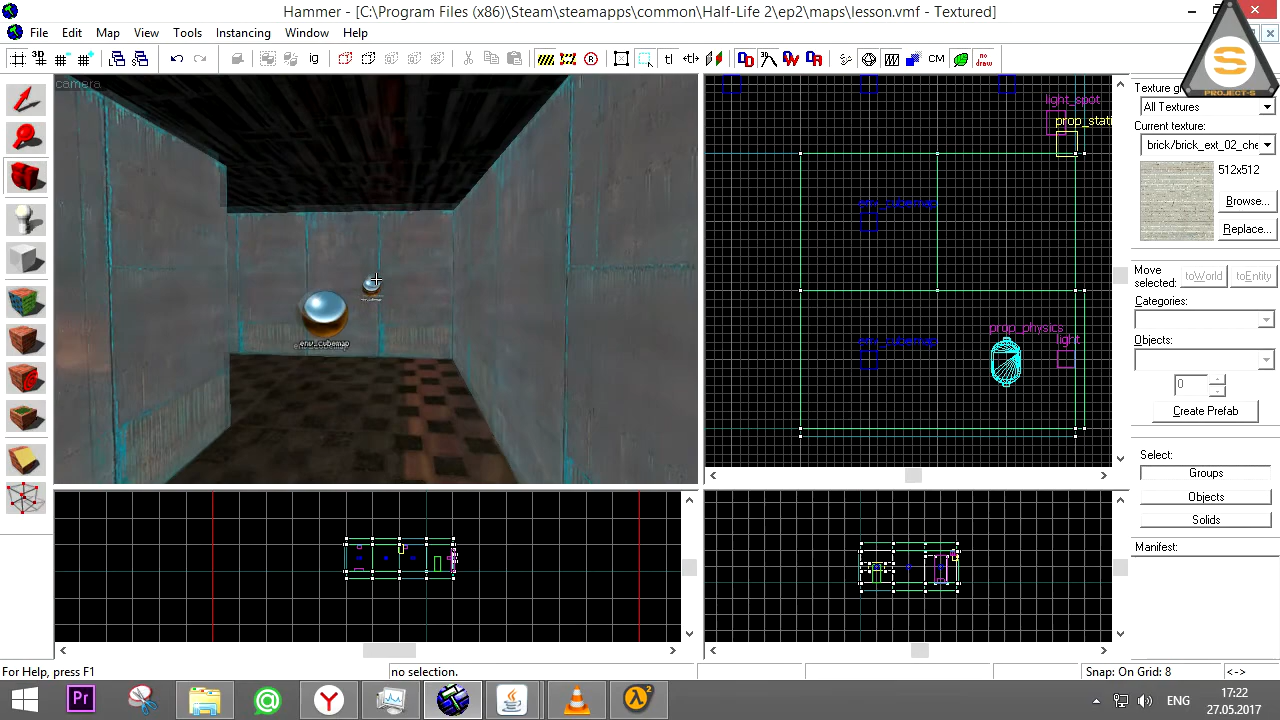 Hammer - [C:\Program Files (x86)\Steam\steamapps\common\Half-Life 2\ep2\maps\lesson.vmf - Textured]
File Edit Map View Tools Instancing Window Help
camera
env_cubemap
light_spot
prop_stati
env_cubemap
env_cubemap
prop_physics
light
All Textures
Current texture:
brick/brick_ext_02_che
512x512
Browse...
Replace...
Move selected:
toWorld
toEntity
Categories:
Objects:
0
Create Prefab
Select:
Groups
Objects
Solids
Manifest:
PROJECT-S
For Help, press F1
no selection.
Snap: On Grid: 8
<->
ENG
17:22
27.05.2017